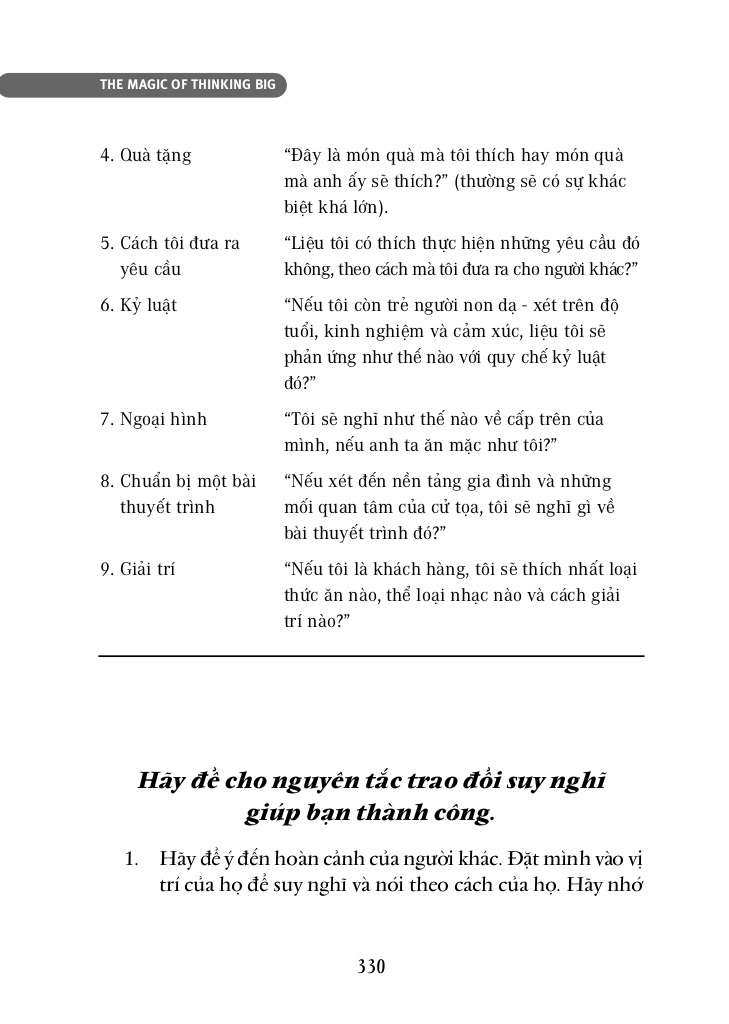 THE MAGIC OF THINKING BIG
4. Quà tặng
“Đây là món quà mà tôi thích hay món quà
mà anh ấy sẽ thích?” (thường sẽ có sự khác
biệt khá lớn).
5. Cách tôi đưa ra
yêu cầu
“Liệu tôi có thích thực hiện những yêu cầu đó
không, theo cách mà tôi đưa ra cho người khác?”
6. Kỷ luật
“Nếu tôi còn trẻ người non dạ - xét trên độ
tuổi, kinh nghiệm và cảm xúc, liệu tôi sẽ
phản ứng như thế nào với quy chế kỷ luật
đó?”
7. Ngoại hình
“Tôi sẽ nghĩ như thế nào về cấp trên của
mình, nếu anh ta ăn mặc như tôi?”
8. Chuẩn bị một bài
thuyết trình
“Nếu xét đến nền tảng gia đình và những
mối quan tâm của cử tọa, tôi sẽ nghĩ gì về
bài thuyết trình đó?”
9. Giải trí
“Nếu tôi là khách hàng, tôi sẽ thích nhất loại
thức ăn nào, thể loại nhạc nào và cách giải
trí nào?”
Hãy để cho nguyên tắc trao đổi suy nghĩ
giúp bạn thành công.
1. Hãy để ý đến hoàn cảnh của người khác. Đặt mình vào vị
trí của họ để suy nghĩ và nói theo cách của họ. Hãy nhớ
330